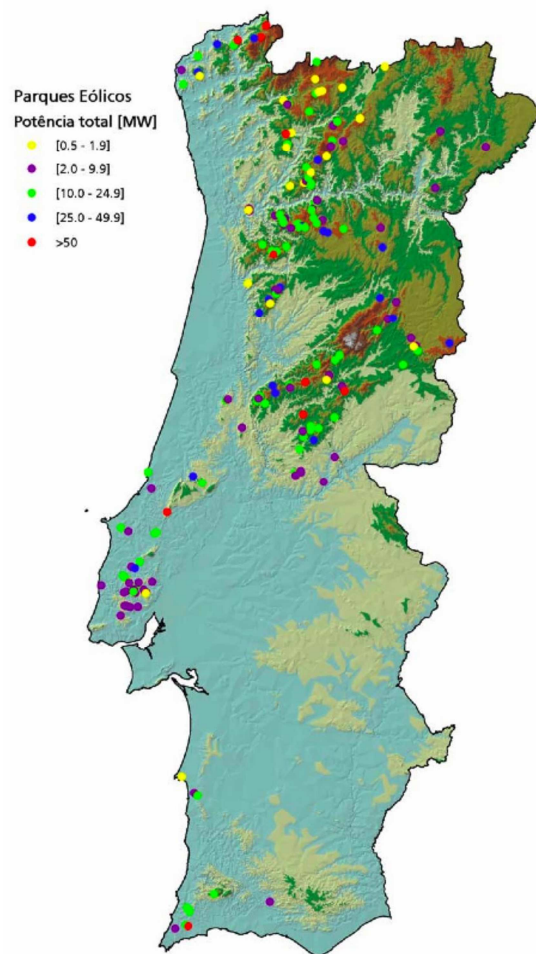 Parques Eólicos
Potência total [MW]
[0.5 - 1.9]
[2.0 - 9.9]
[10.0 - 24.9]
[25.0 - 49.9]
>50